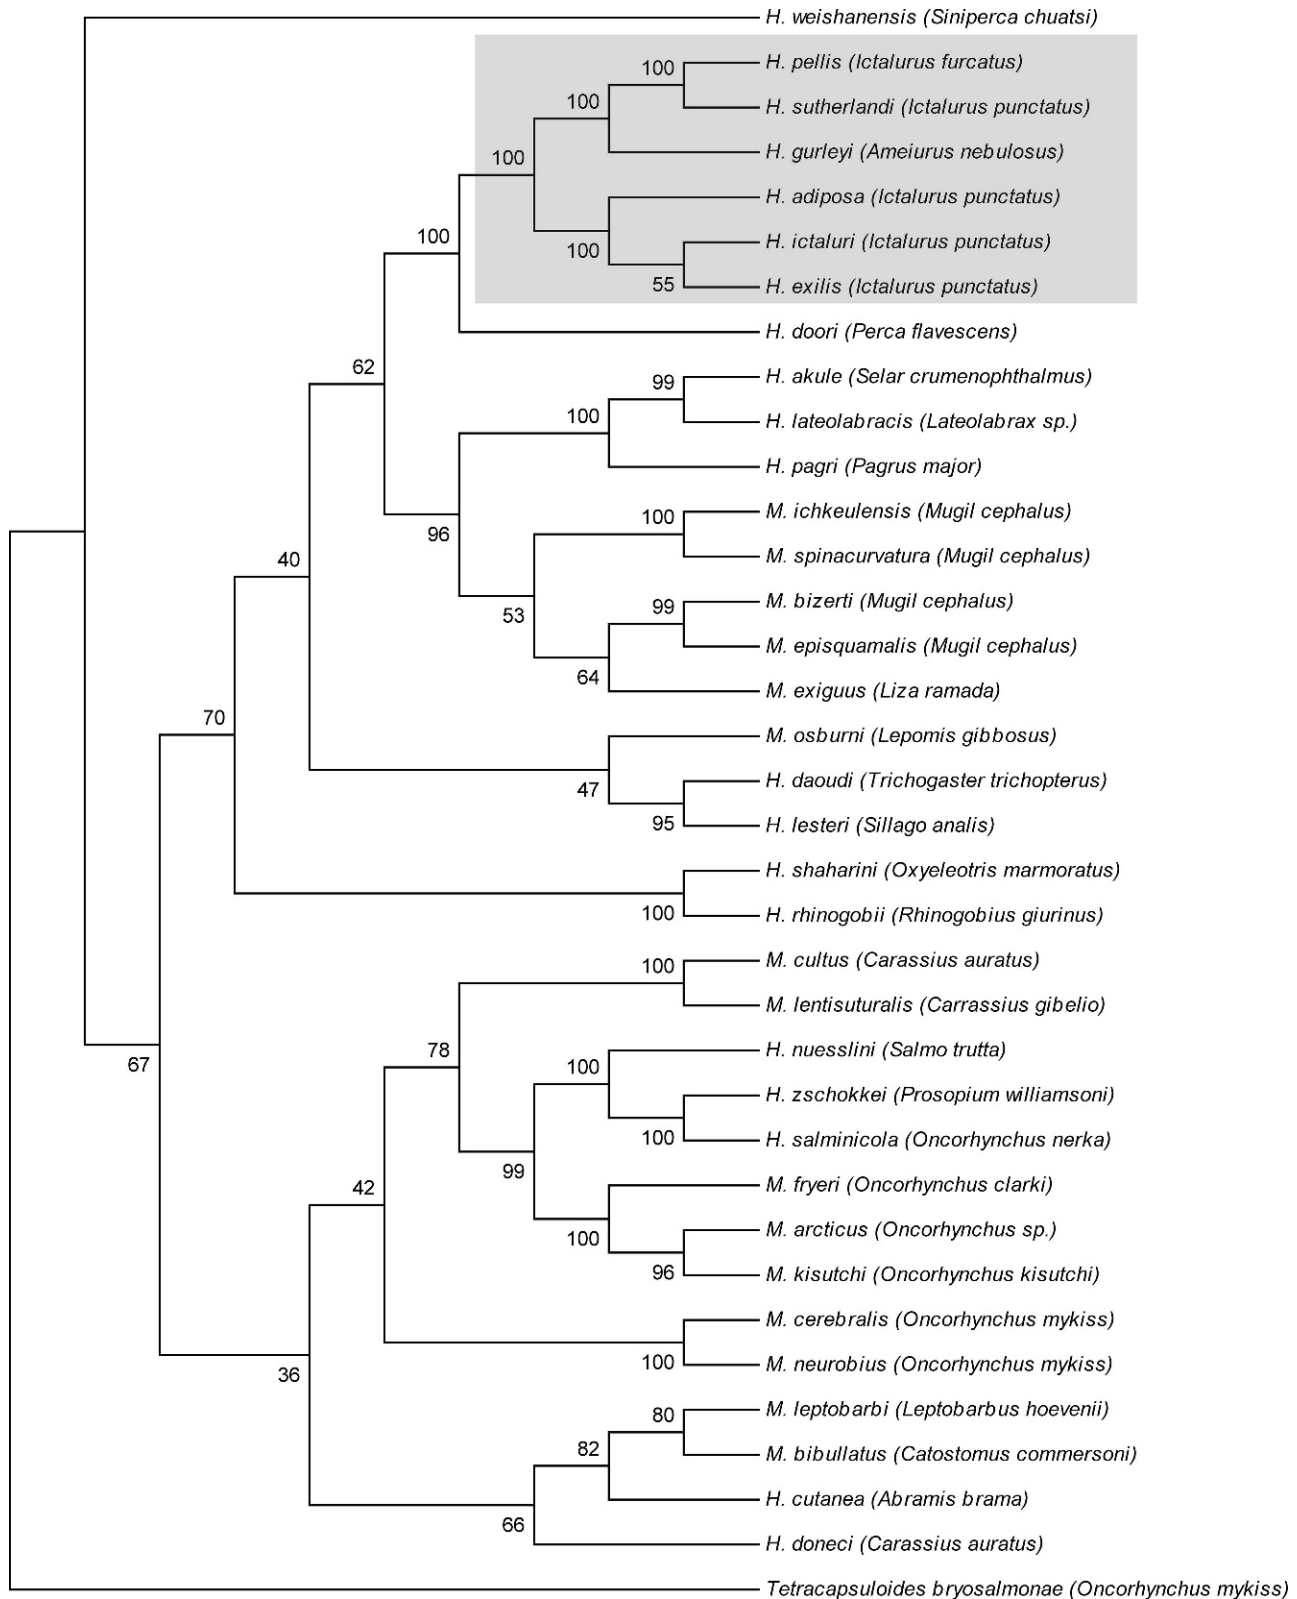 H. weishanensis (Siniperca chuatsi)
100
H. pellis (Ictalurus furcatus)
100
H. sutherlandi (Ictalurus punctatus)
100
H. gurleyi (Ameiurus nebulosus)
H. adiposa (Ictalurus punctatus)
100
100
H. ictaluri (Ictalurus punctatus)
55
H. exilis (Ictalurus punctatus)
H. doori (Perca flavescens)
62
99
H. akule (Selar crumenophthalmus)
100
H. lateolabracis (Lateolabrax sp.)
H. pagri (Pagrus major)
96
100
M. ichkeulensis (Mugil cephalus)
40
M. spinacurvatura (Mugil cephalus)
53
99
M. bizerti (Mugil cephalus)
M. episquamalis (Mugil cephalus)
64
M. exiguus (Liza ramada)
70
M. osburni (Lepomis gibbosus)
47
H. daoudi (Trichogaster trichopterus)
95
H. lesteri (Sillago analis)
H. shaharini (Oxyeleotris marmoratus)
100
H. rhinogobii (Rhinogobius giurinus)
100
M. cultus (Carassius auratus)
M. lentisuturalis (Carrassius gibelio)
67
78
100
H. nuesslini (Salmo trutta)
H. zschokkei (Prosopium williamsoni)
100
H. salminicola (Oncorhynchus nerka)
99
42
M. fryeri (Oncorhynchus clarki)
100
M. arcticus (Oncorhynchus sp.)
96
M. kisutchi (Oncorhynchus kisutchi)
M. cerebralis (Oncorhynchus mykiss)
36
100
M. neurobius (Oncorhynchus mykiss)
80
M. leptobarbi (Leptobarbus hoevenii)
82
M. bibullatus (Catostomus commersoni)
H. cutanea (Abramis brama)
66
H. doneci (Carassius auratus)
Tetracapsuloides bryosalmonae (Oncorhynchus mykiss)